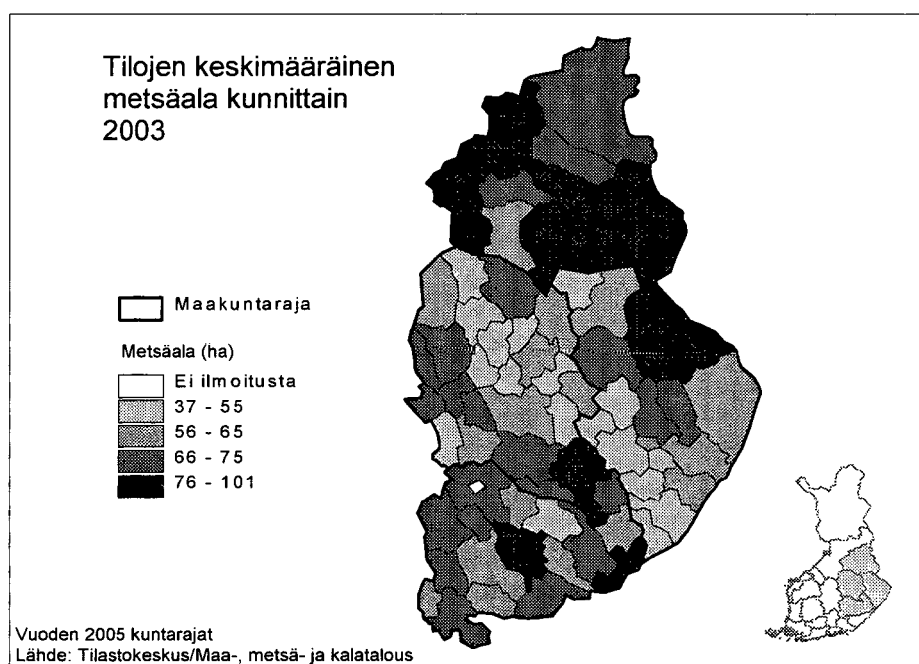 Tilojen keskimääräinen
metsäala kunnittain
2003
Maakuntaraja
Metsäala (ha)
Ei ilmoitusta
37 - 55
56 - 65
66 - 75
76 - 101
Vuoden 2005 kuntarajat
Lähde: Tilastokeskus/Maa-, metsä- ja kalatalous